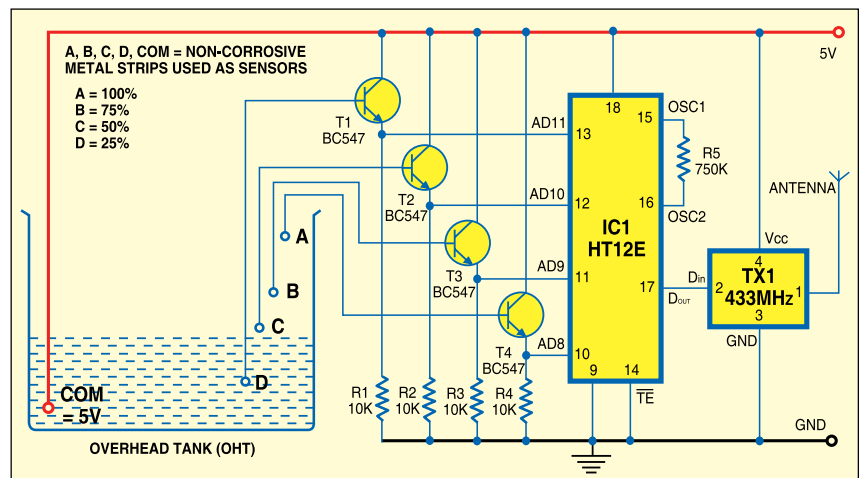 A, B, C, D, COM = NON-CORROSIVE
METAL STRIPS USED AS SENSORS
A = 100%
B = 75%
C = 50%
D = 25%
5V
T1
BC547
AD11
13
18
15
OSC1
R5
750K
T2
BC547
AD10
12
16
OSC2
ANTENNA
IC1
HT12E
A
T3
BC547
AD9
11
B
Vcc
4
TX1
433MHz
Din
2
1
17
DOUT
3
GND
C
T4
BC547
AD8
10
9
14
TE
D
COM
= 5V
R1
10K
R2
10K
R3
10K
R4
10K
GND
OVERHEAD TANK (OHT)